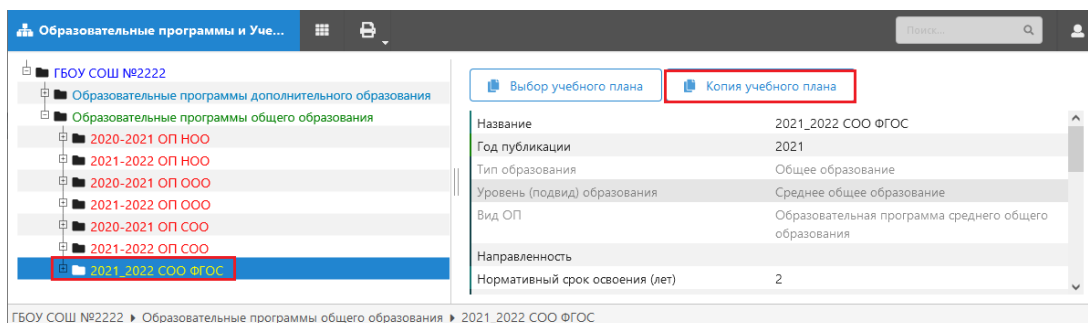 Образовательные программы и Уче...
Поиск...
ГБОУ СОШ №2222
Образовательные программы дополнительного образования
Образовательные программы общего образования
2020-2021 ОП НОО
2021-2022 ОП НОО
2020-2021 ОП ООО
2021-2022 ОП ООО
2020-2021 ОП СОО
2021-2022 ОП СОО
2021_2022 СОО ФГОС
Выбор учебного плана
Копия учебного плана
Название 2021_2022 СОО ФГОС
Год публикации 2021
Тип образования Общее образование
Уровень (подвид) образования Среднее общее образование
Вид ОП Образовательная программа среднего общего
образования
Направленность
Нормативный срок освоения (лет) 2
ГБОУ СОШ №2222 Образовательные программы общего образования 2021_2022 СОО ФГОС